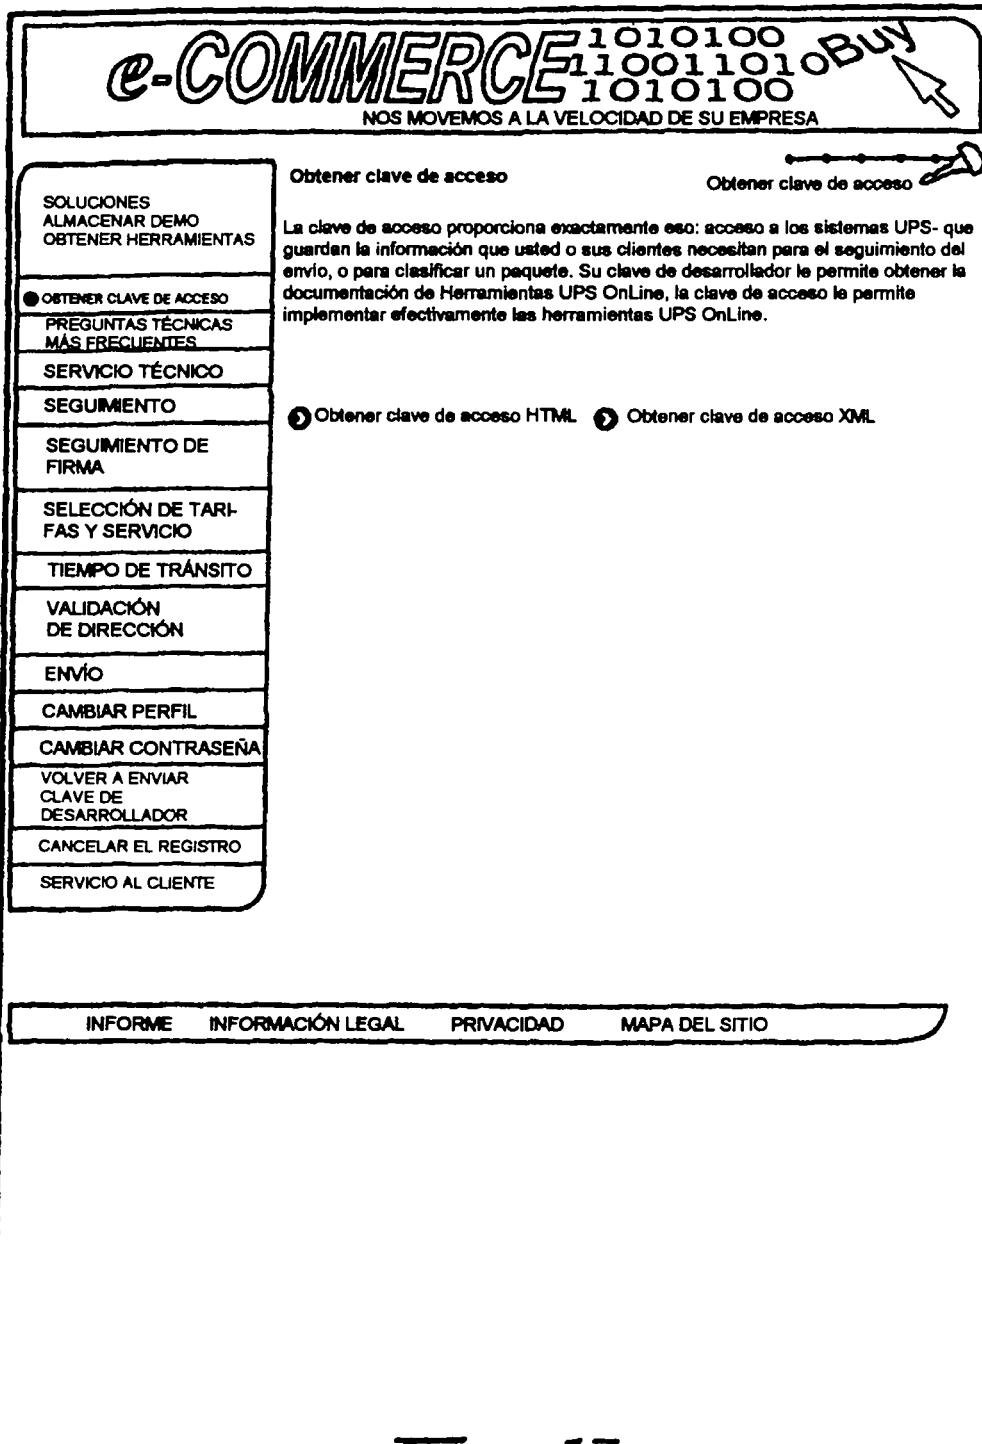 e-COMMERCE
1010100
110011010
1010100
Buy
NOS MOVEMOS A LA VELOCIDAD DE SU EMPRESA
SOLUCIONES
ALMACENAR DEMO
OBTENER HERRAMIENTAS
OBTENER CLAVE DE ACCESO
PREGUNTAS TÉCNICAS
MÁS FRECUENTES
SERVICIO TÉCNICO
SEGUIMIENTO
SEGUIMIENTO DE
FIRMA
SELECCIÓN DE TARI-
FAS Y SERVICIO
TIEMPO DE TRÁNSITO
VALIDACIÓN
DE DIRECCIÓN
ENVÍO
CAMBIAR PERFIL
CAMBIAR CONTRASEÑA
VOLVER A ENVIAR
CLAVE DE
DESARROLLADOR
CANCELAR EL REGISTRO
SERVICIO AL CLIENTE
Obtener clave de acceso
Obtener clave de acceso
La clave de acceso proporciona exactamente eso: acceso a los sistemas UPS- que
guardan la información que usted o sus clientes necesitan para el seguimiento del
envío, o para clasificar un paquete. Su clave de desarrollador le permite obtener la
documentación de Herramientas UPS OnLine, la clave de acceso le permite
implementar efectivamente las herramientas UPS OnLine.
Obtener clave de acceso HTML Obtener clave de acceso XML
INFORME INFORMACIÓN LEGAL PRIVACIDAD MAPA DEL SITIO